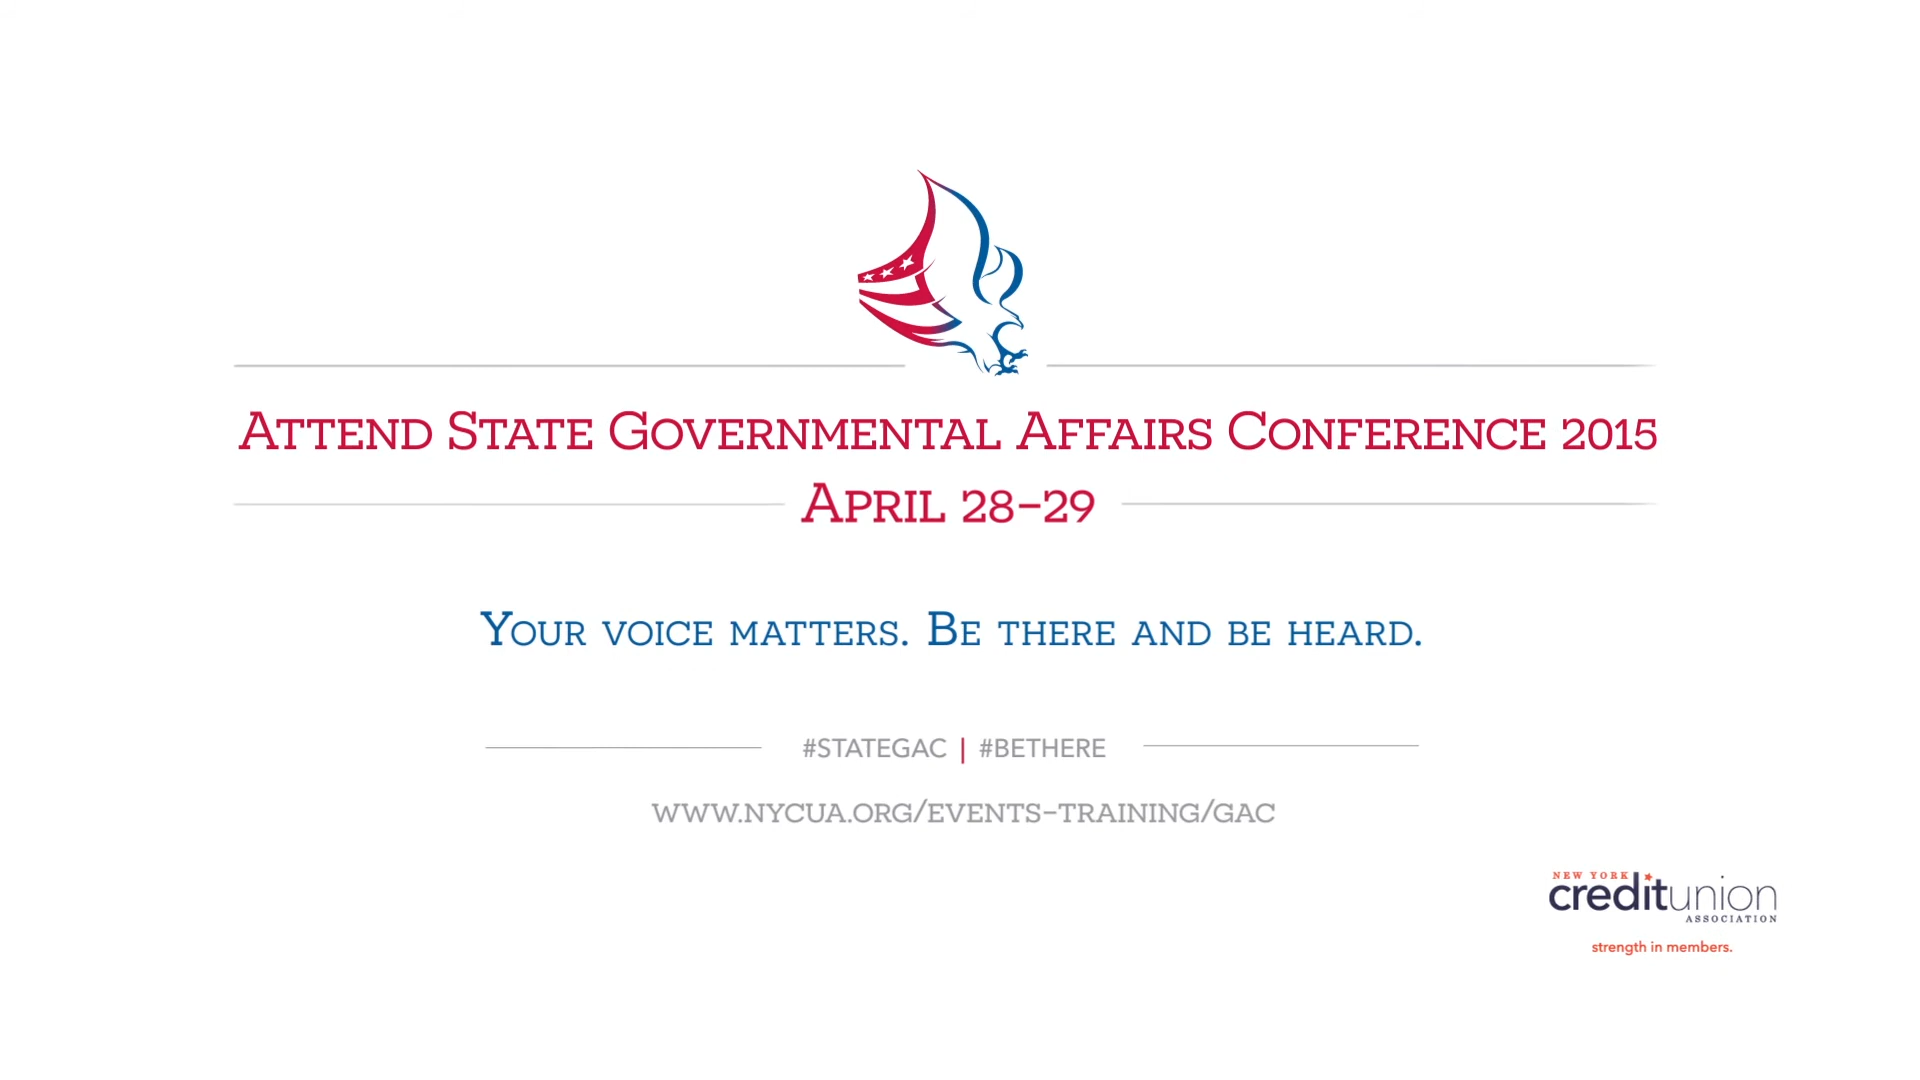 Attend State Governmental Affairs Conference 2015
April 28-29
Your voice matters. Be there and be heard.
#STATEGAC | #BETHERE
www.nycua.org/events-training/gac
NEW YORK
creditunion
ASSOCIATION
strength in members.